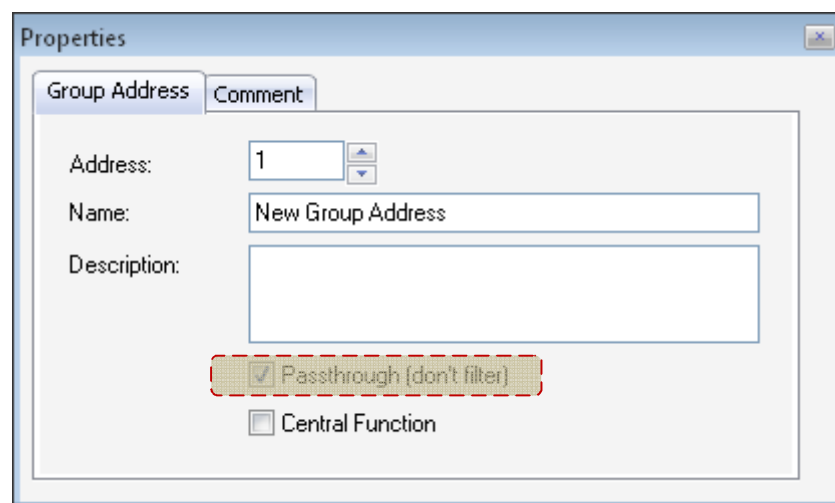 Properties
Group Address Comment
Address: 1
Name: New Group Address
Description:
Passthrough (don't filter)
Central Function